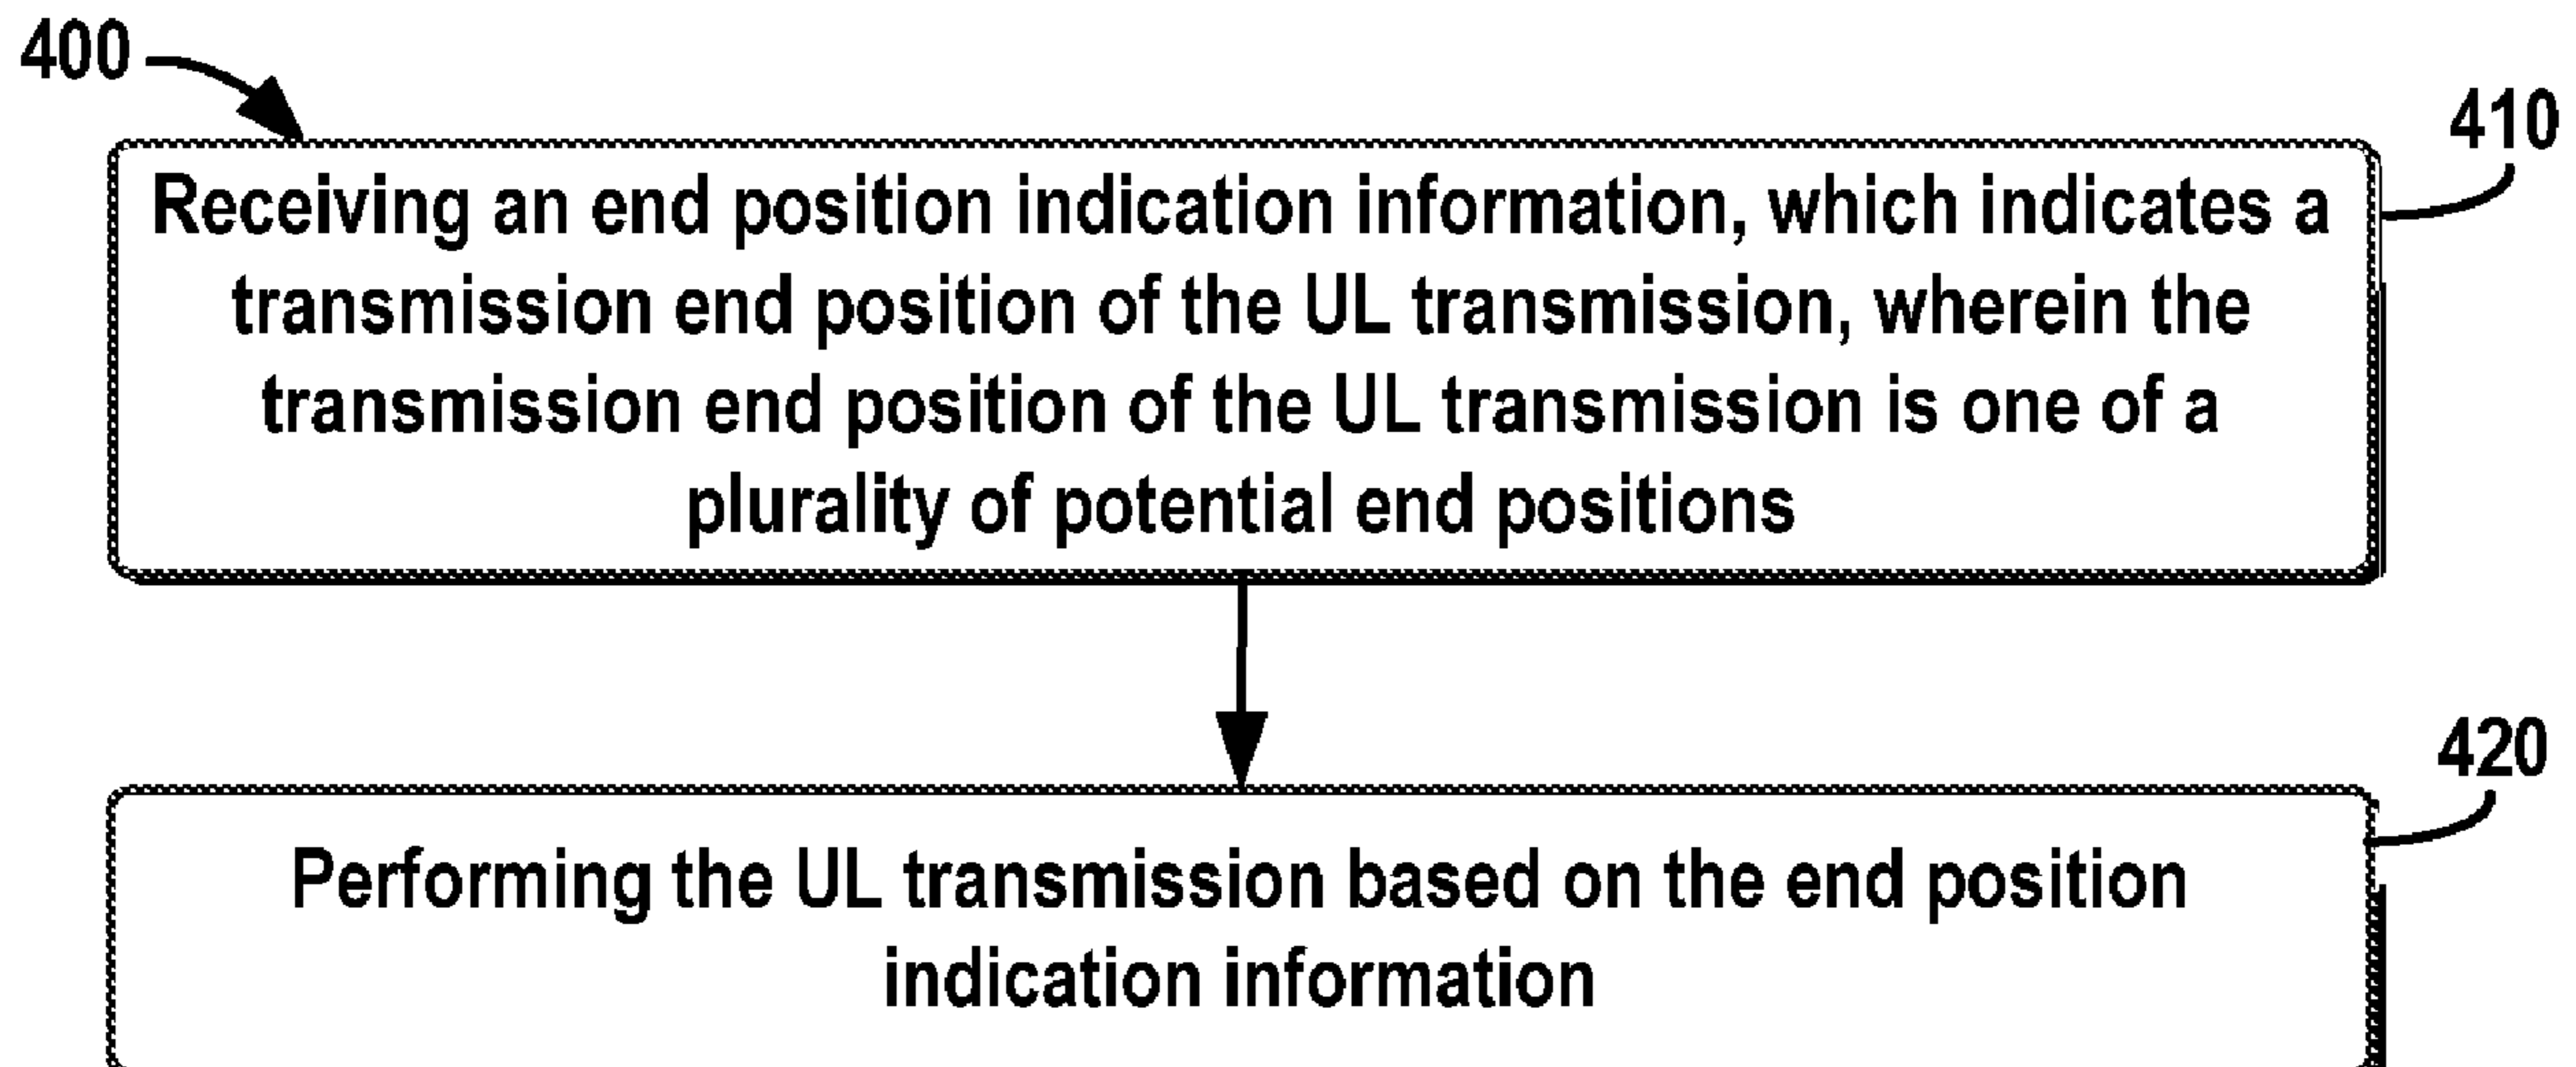 400
410
Receiving an end position indication information, which indicates a
transmission end position of the UL transmission, wherein the
transmission end position of the UL transmission is one of a
plurality of potential end positions
420
Performing the UL transmission based on the end position
indication information